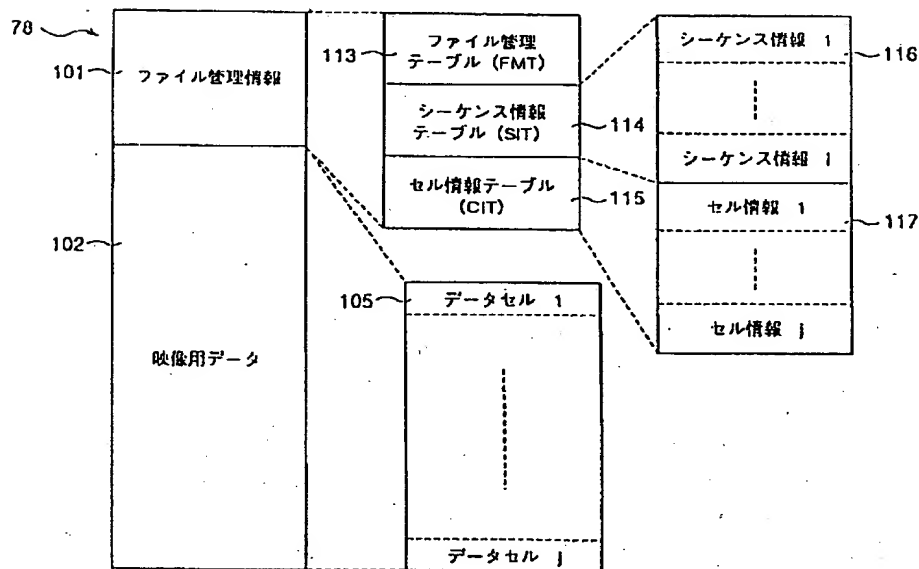 78
101
ファイル管理情報
102
映像用データ
113
ファイル管理
テーブル (FMT)
シーケンス情報
テーブル (SIT)
114
セル情報テーブル
(CIT)
115
シーケンス情報 1
116
シーケンス情報 i
セル情報 1
117
セル情報 j
105
データセル 1
データセル j